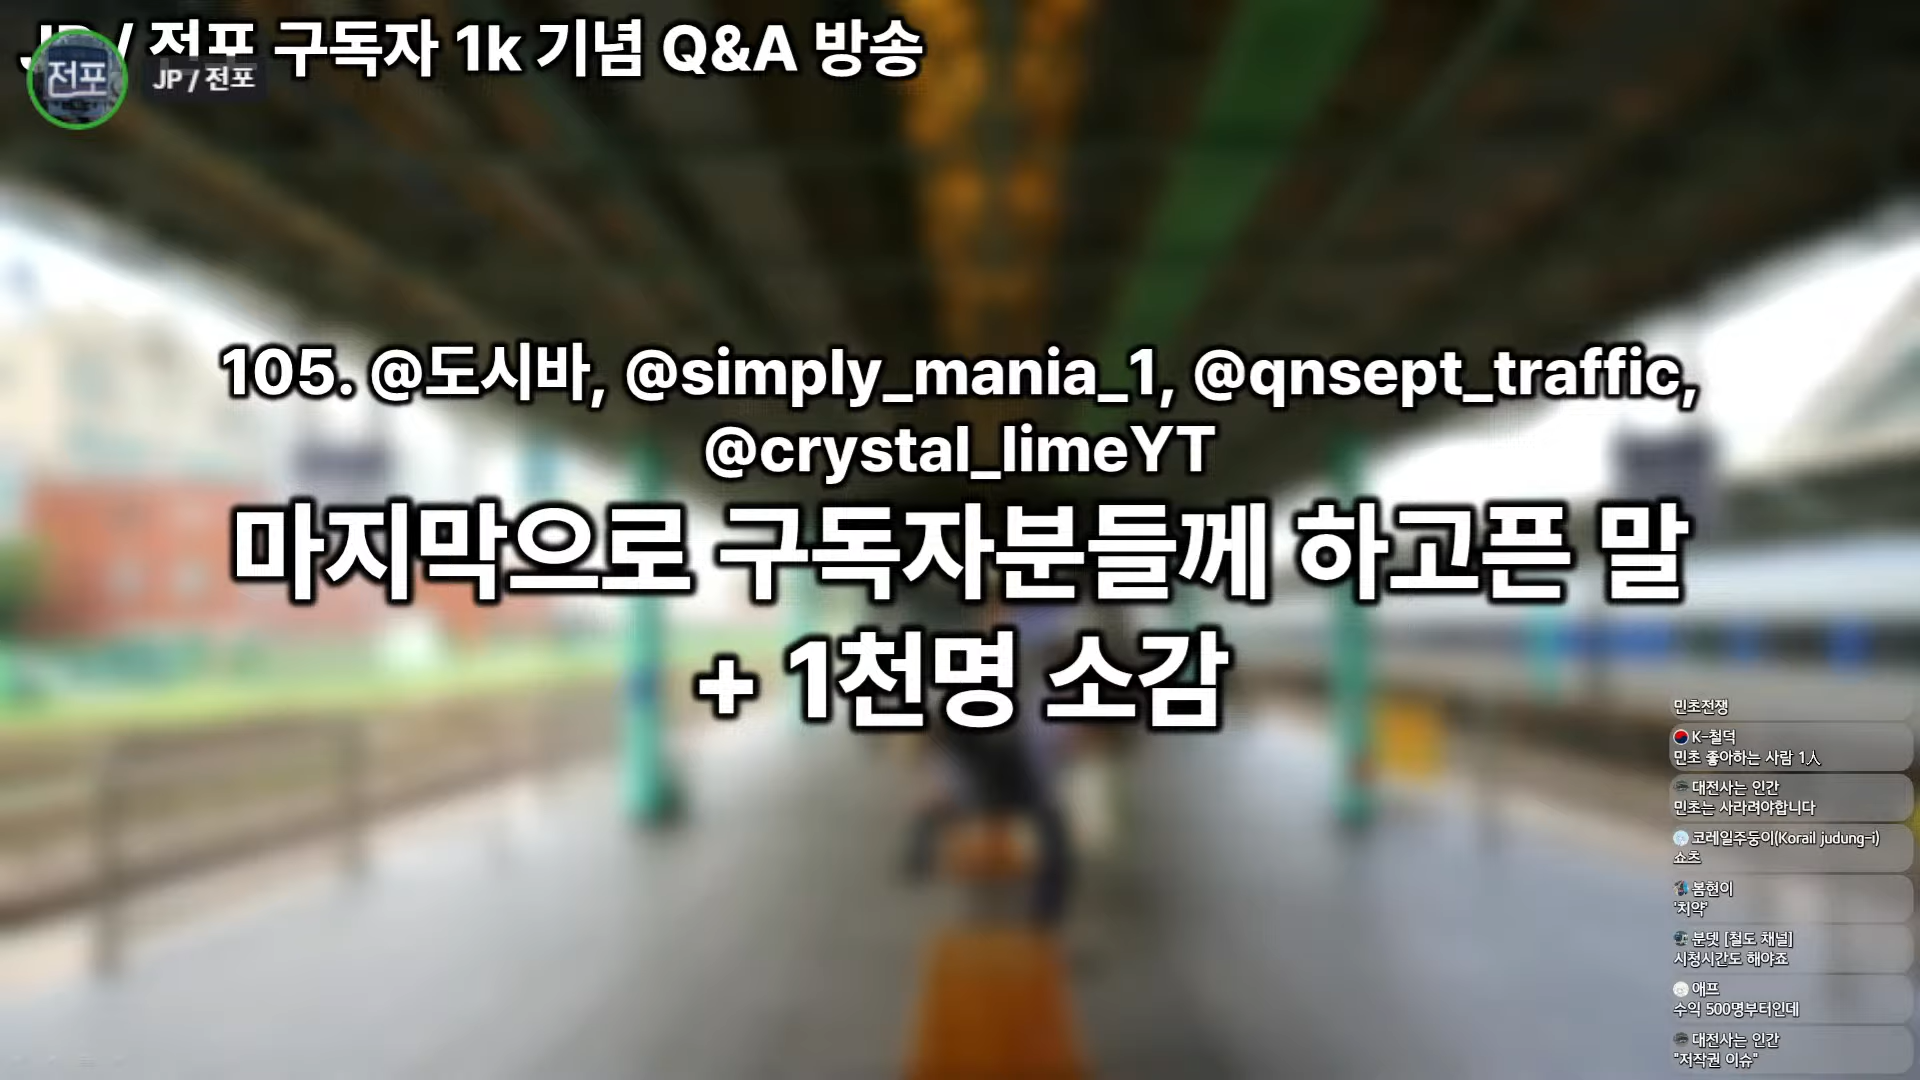 JP / 전포 구독자 1k 기념 Q&A 방송
전포
JP / 전포
105. @도시바, @simply_mania_1, @qnsept_traffic,
@crystal_limeYT
마지막으로 구독자분들께 하고픈 말
+ 1천명 소감
민초전쟁
K-철덕
민초 좋아하는 사람 1人
대전사는 인간
민초는 사라려야합니다
코레일주둥이(Korail judung-i)
쇼츠
봄현이
'치약'
분뎃 [철도 채널]
시청시간도 해야죠
애프
수익 500명부터인데
대전사는 인간
"저작권 이슈"